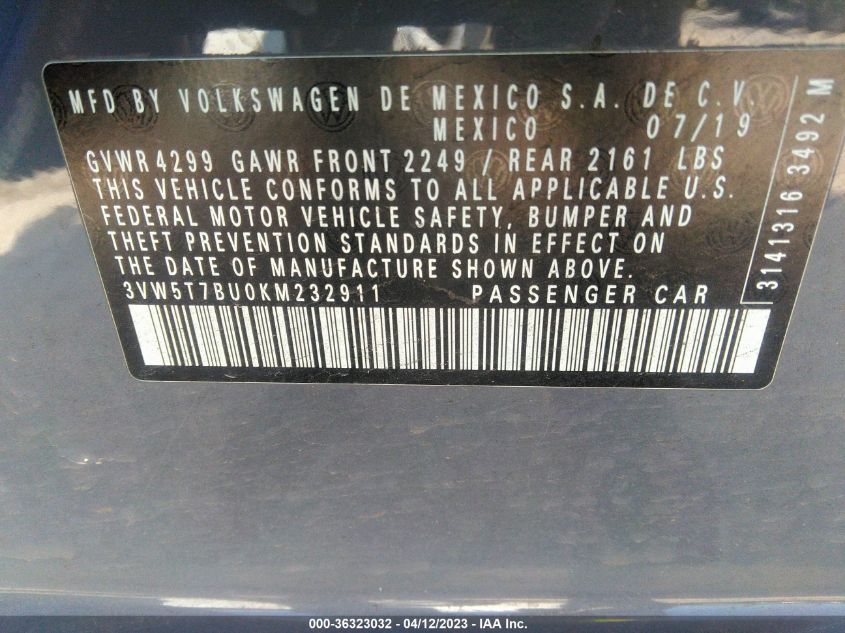 MFD BY VOLKSWAGEN DE MEXICO S.A. DE C.V.
MEXICO 07/19
GVWR 4299 GAWR FRONT 2249 / REAR 2161 LBS
THIS VEHICLE CONFORMS TO ALL APPLICABLE U.S.
FEDERAL MOTOR VEHICLE SAFETY, BUMPER AND
THEFT PREVENTION STANDARDS IN EFFECT ON
THE DATE OF MANUFACTURE SHOWN ABOVE.
3VW5T7BU0KM232911 PASSENGER CAR
3141316 3492 M
000-36323032 - 04/12/2023 - IAA Inc.